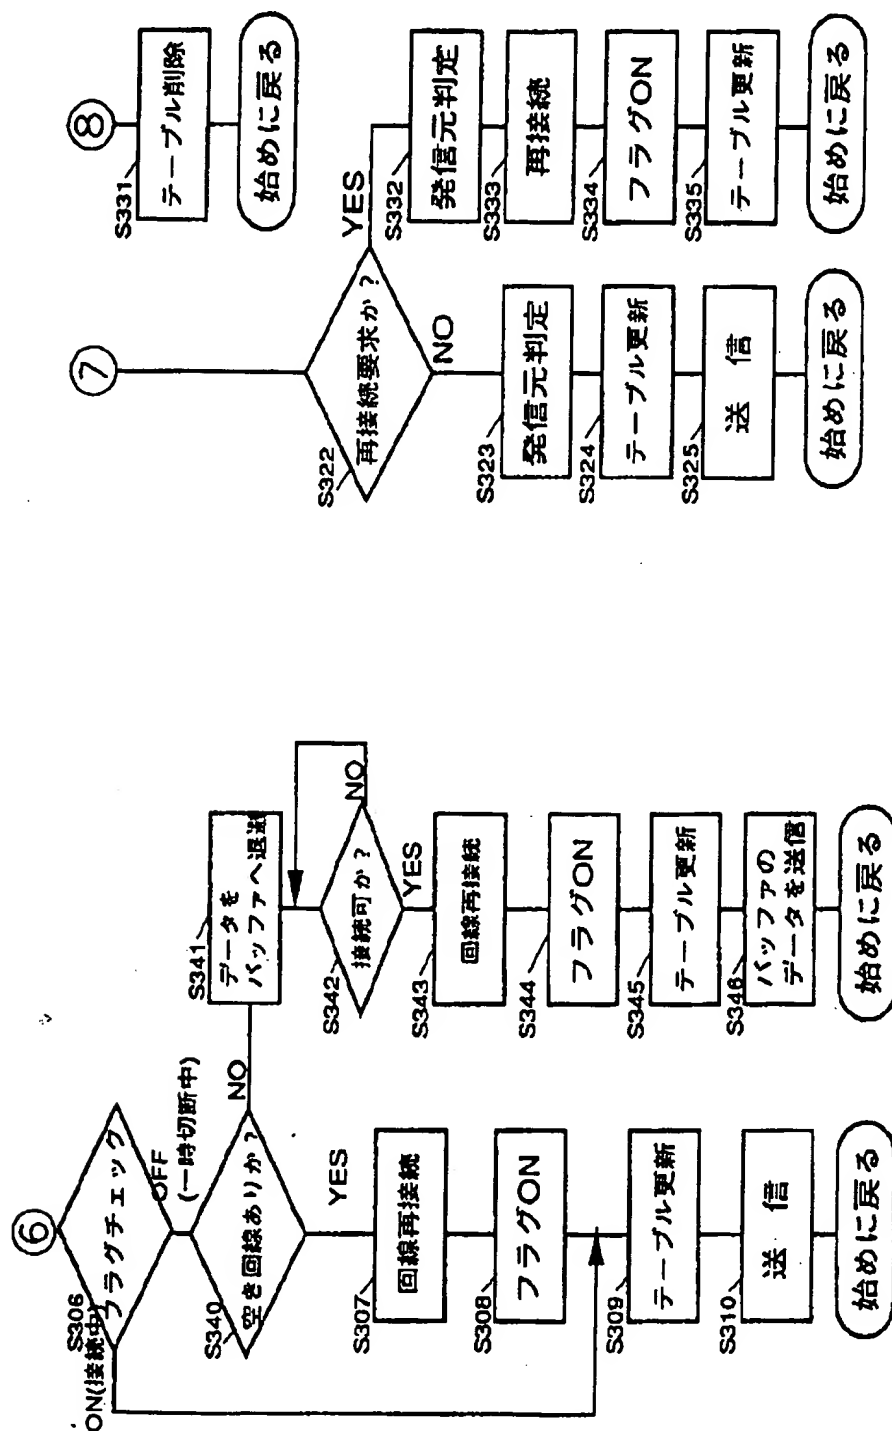 ⑥
S306
フラグチェック
ON(接続中)
OFF
(一時切断中)
S340
空き回線ありか?
NO
YES
S307
回線再接続
S308
フラグON
S309
テーブル更新
S310
送 信
始めに戻る
S341
データを
バッファへ退避
S342
接続可か?
NO
YES
S343
回線再接続
S344
フラグON
S345
テーブル更新
S346
バッファの
データを送信
始めに戻る
⑦
S322
再接続要求か?
YES
NO
S323
発信元判定
S324
テーブル更新
S325
送 信
始めに戻る
S332
発信元判定
S333
再接続
S334
フラグON
S335
テーブル更新
始めに戻る
⑧
S331
テーブル削除
始めに戻る